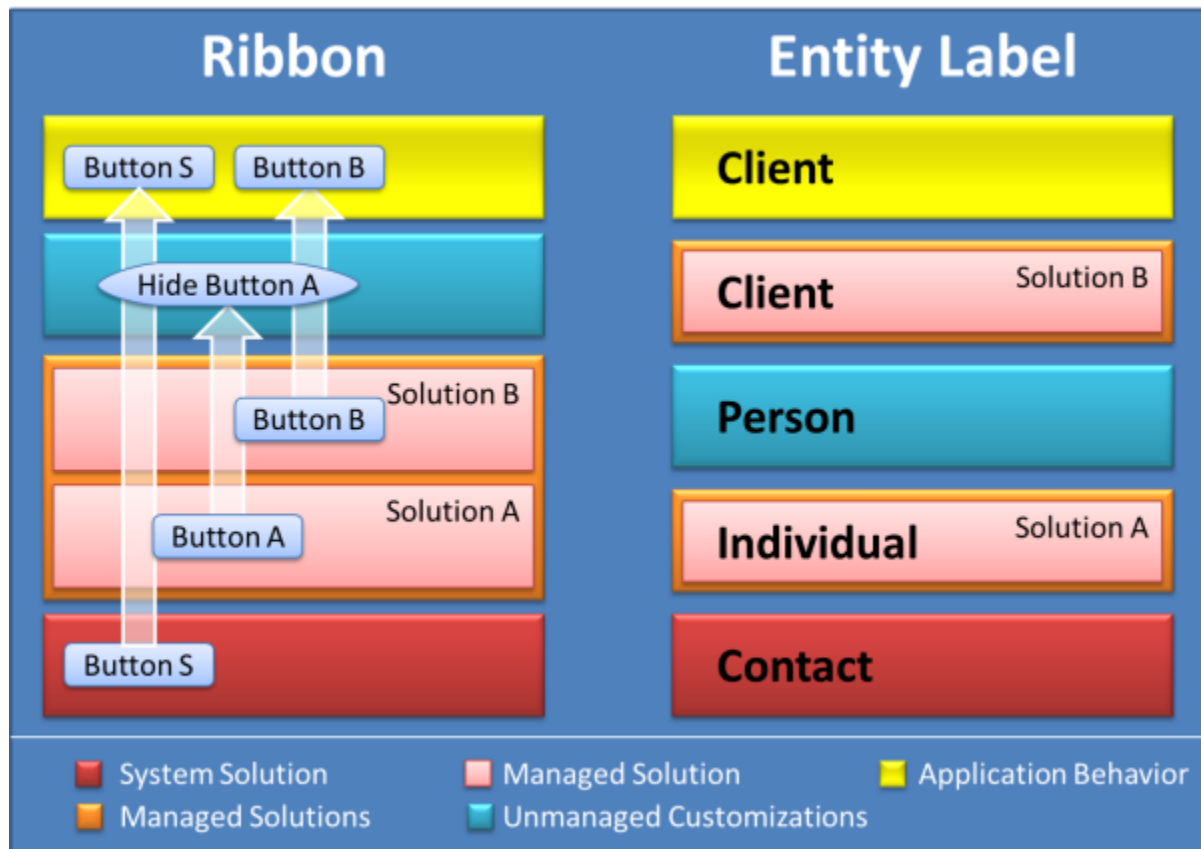 Ribbon
Entity Label
Button S
Button B
Client
Hide Button A
Client
Solution B
Solution B
Button B
Person
Solution A
Button A
Individual
Solution A
Button S
Contact
System Solution
Managed Solution
Application Behavior
Managed Solutions
Unmanaged Customizations